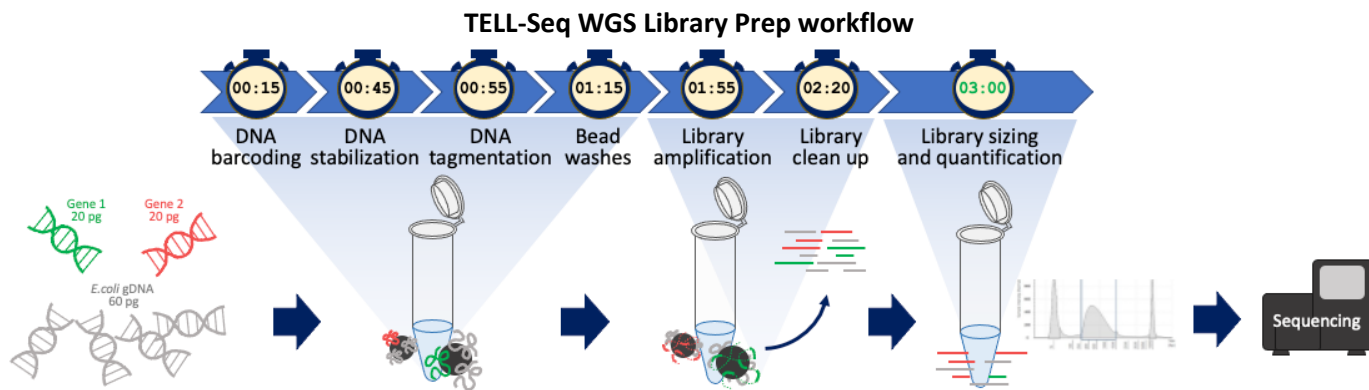 TELL-Seq WGS Library Prep workflow
00:15
00:45
00:55
01:15
01:55
02:20
03:00
DNA
barcoding
DNA
stabilization
DNA
tagmentation
Bead
washes
Library
amplification
Library
clean up
Library sizing
and quantification
Gene 1
20 pg
Gene 2
20 pg
E.coli gDNA
60 pg
Sequencing